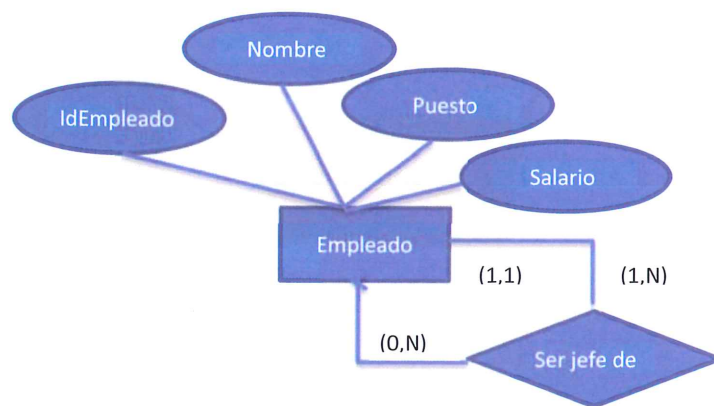 Nombre
IdEmpleado
Puesto
Salario
Empleado
(1,1)
(1,N)
(0,N)
Ser jefe de